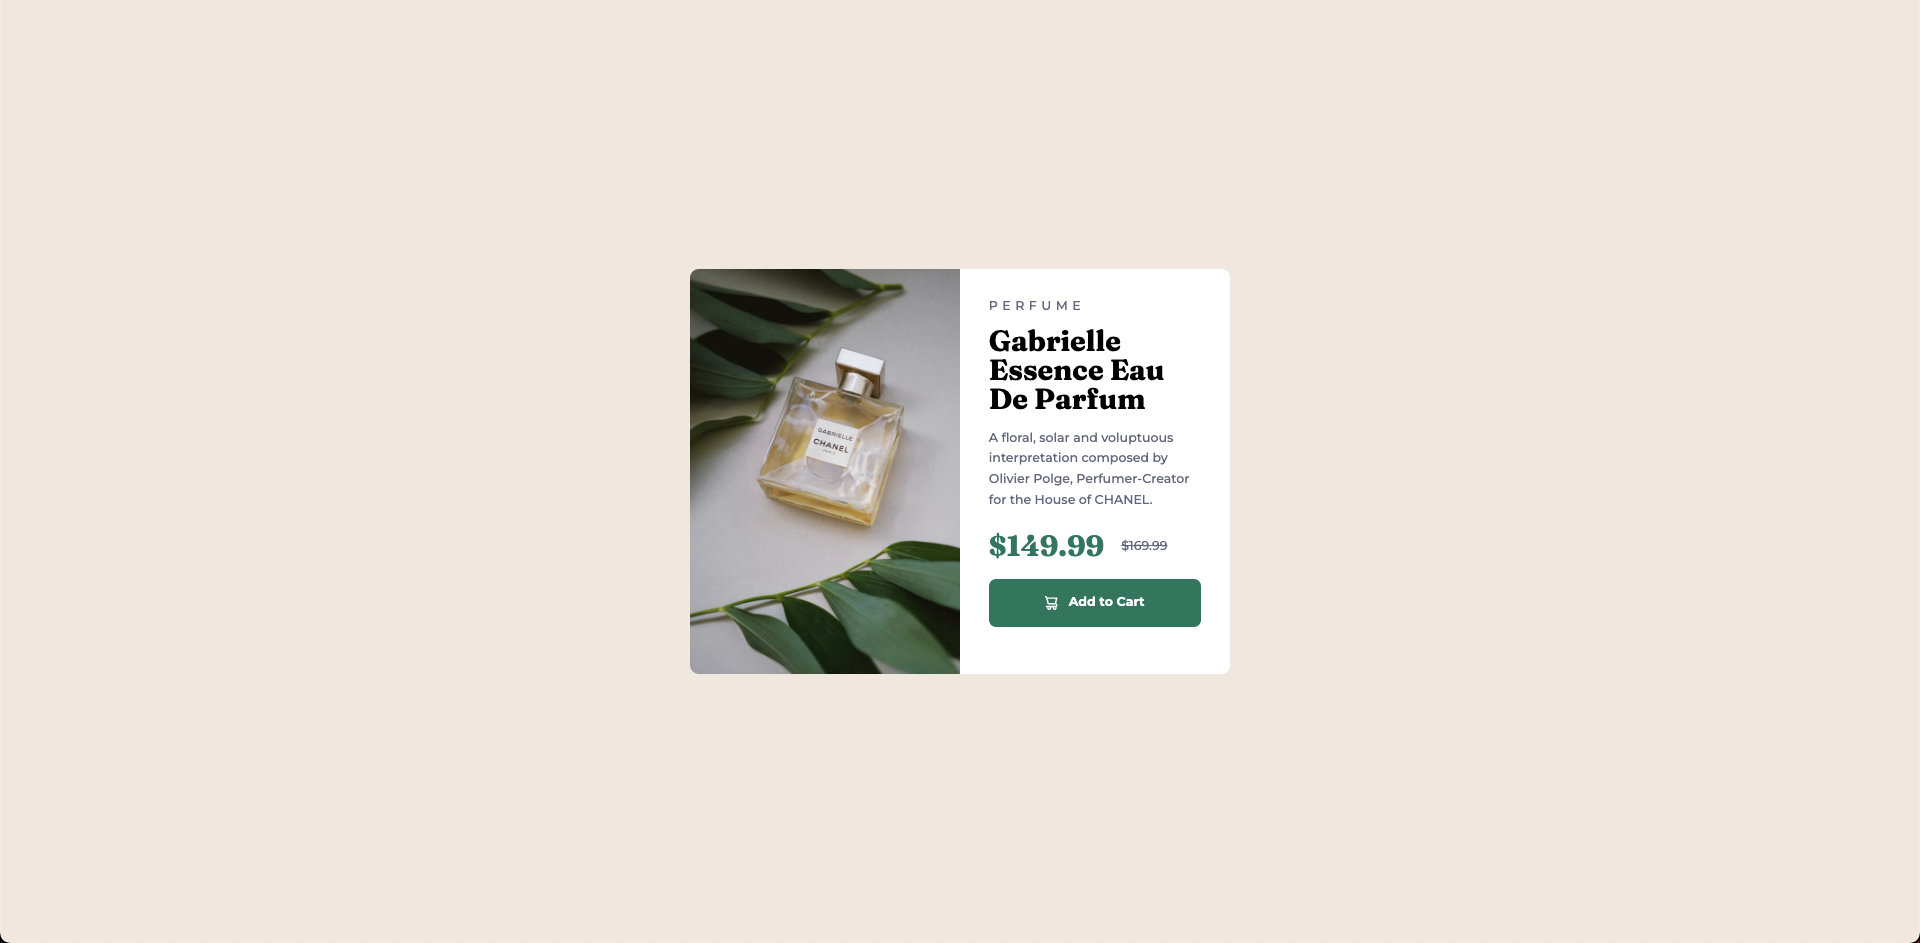 GABRIELLE
CHANEL
PARIS
PERFUME
Gabrielle
Essence Eau
De Parfum
A floral, solar and voluptuous
interpretation composed by
Olivier Polge, Perfumer-Creator
for the House of CHANEL.
$149.99 $169.99
Add to Cart